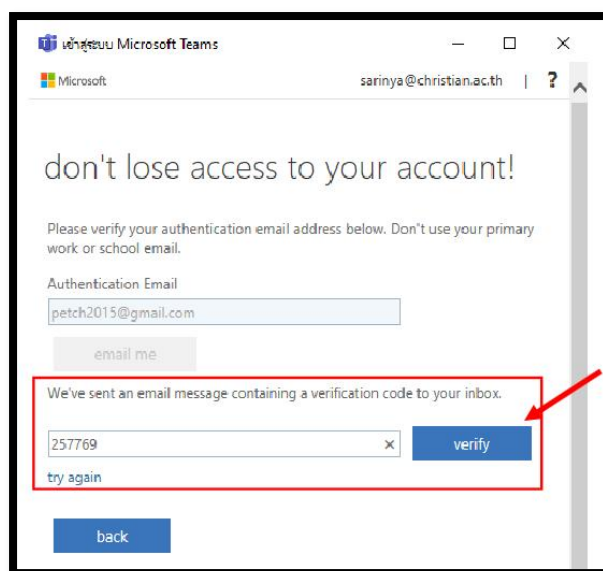 เข้าสู่ระบบ Microsoft Teams
Microsoft
sarinya@christian.ac.th | ?
don't lose access to your account!
Please verify your authentication email address below. Don't use your primary
work or school email.
Authentication Email
petch2015@gmail.com
email me
We've sent an email message containing a verification code to your inbox.
257769
verify
try again
back